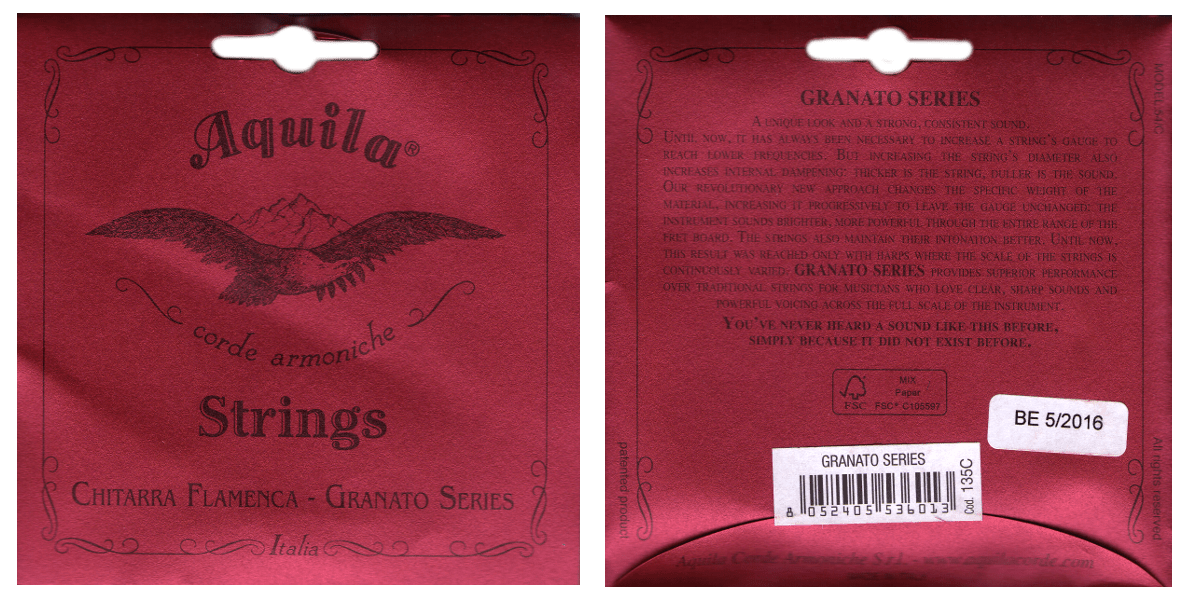 Aquila®
corde armoniche
Strings
CHITARRA FLAMENCA - GRANATO SERIES
Italia
GRANATO SERIES
A UNIQUE LOOK AND A STRONG, CONSISTENT SOUND.
UNTIL NOW, IT HAS ALWAYS BEEN NECESSARY TO INCREASE A STRING'S GAUGE TO
REACH LOWER FREQUENCIES. BUT INCREASING THE STRING'S DIAMETER ALSO
INCREASES INTERNAL DAMPENING: THICKER IS THE STRING, DULLER IS THE SOUND.
OUR REVOLUTIONARY NEW APPROACH CHANGES THE SPECIFIC WEIGHT OF THE
MATERIAL, INCREASING IT PROGRESSIVELY TO LEAVE THE GAUGE UNCHANGED: THE
INSTRUMENT SOUNDS BRIGHTER, MORE POWERFUL THROUGH THE ENTIRE RANGE OF THE
FRET BOARD. THE STRINGS ALSO MAINTAIN THEIR INTONATION BETTER. UNTIL NOW,
THIS RESULT WAS REACHED ONLY WITH HARPS WHERE THE SCALE OF THE STRINGS IS
CONTINUOUSLY VARIED. GRANATO SERIES PROVIDES SUPERIOR PERFORMANCE
OVER TRADITIONAL STRINGS FOR MUSICIANS WHO LOVE CLEAR, SHARP SOUNDS AND
POWERFUL VOICING ACROSS THE FULL SCALE OF THE INSTRUMENT.
YOU'VE NEVER HEARD A SOUND LIKE THIS BEFORE,
SIMPLY BECAUSE IT DID NOT EXIST BEFORE.
MIX
Paper
FSC FSC® C105597
BE 5/2016
GRANATO SERIES
8 052405 536013
Cod. 135C
patented product
All rights reserved
Aquila Corde Armoniche S.r.l. - www.aquilacorde.com